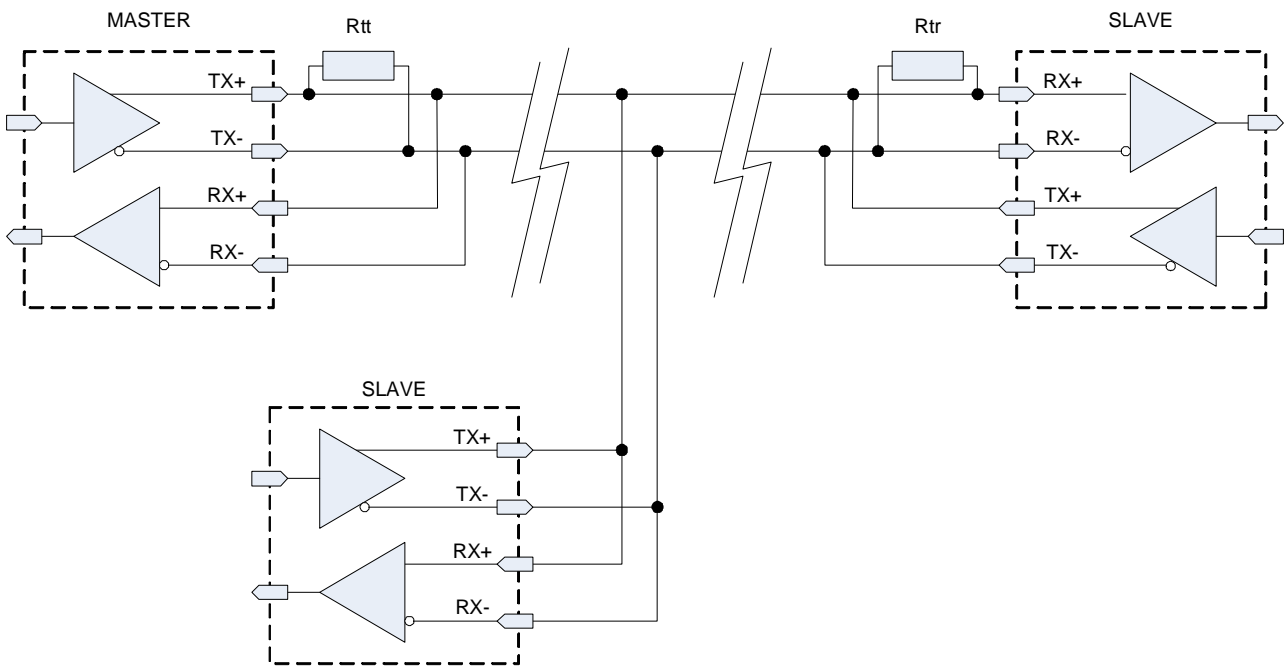 MASTER
Rtt
Rtr
SLAVE
TX+
TX-
RX+
RX-
RX+
RX-
TX+
TX-
SLAVE
TX+
TX-
RX+
RX-